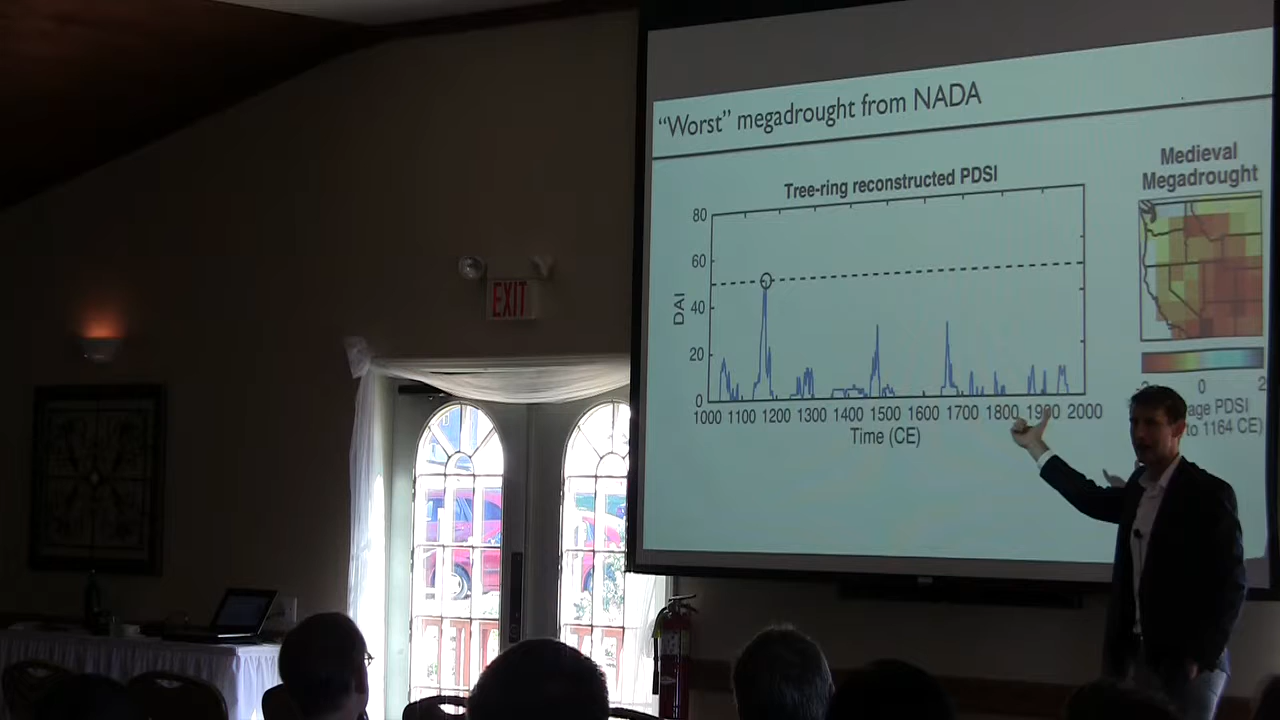 “Worst” megadrought from NADA
Tree-ring reconstructed PDSI
80
60
40
20
0
DAI
1000 1100 1200 1300 1400 1500 1600 1700 1800 1900 2000
Time (CE)
Medieval
Megadrought
0 2
age PDSI
to 1164 CE)
EXIT